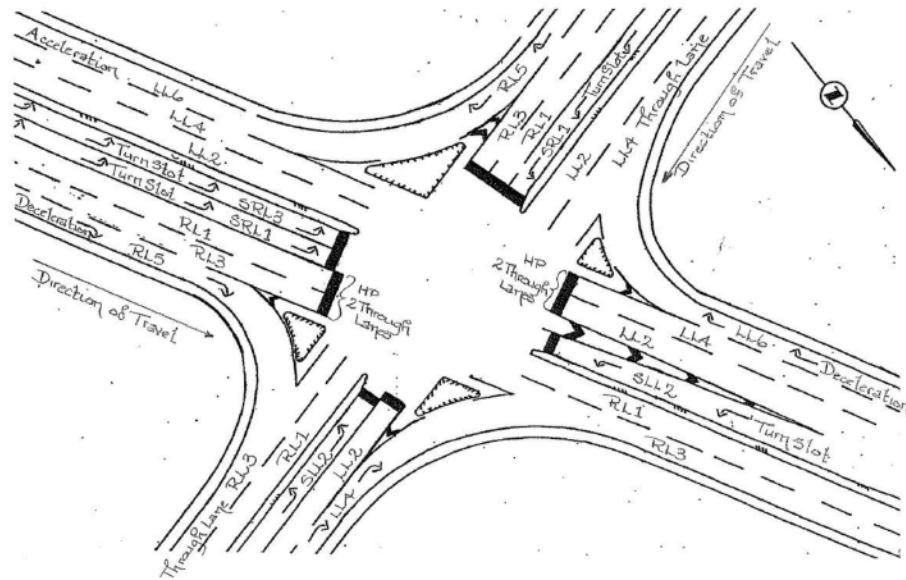 Acceleration
LL6
LL4
LL2
Turn Slot
Turn Slot
SRL3
SRL1
RL1
RL3
Deceleration
RL5
Direction of Travel
HP
2 Through
Lanes
RL5
RL3
RL1
SRL1
Turn Slot
LL2
LL4 Through Lane
Direction of Travel
N
HP
2 Through
Lanes
LL2
LL4
LL6
Deceleration
SLL2
Turn Slot
RL1
RL3
Through Lane RL3
RL1
SLL2
LL2
LL4